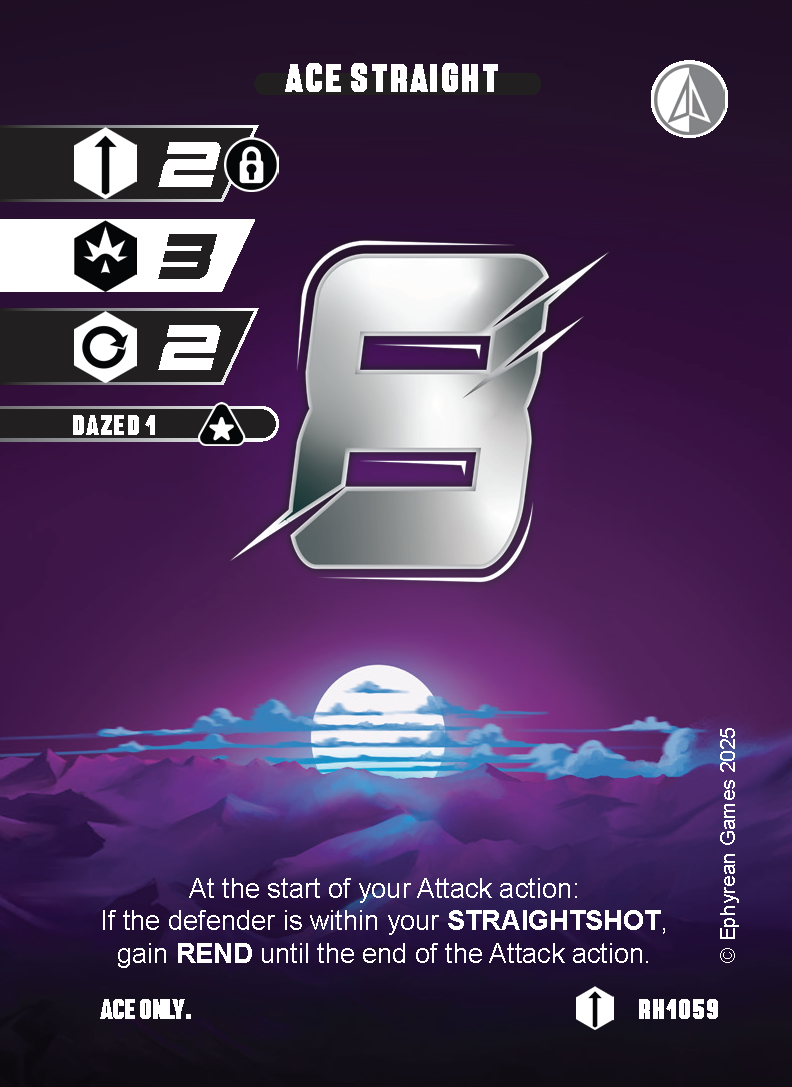 ACE STRAIGHT
2
3
2
DAZED 1
6
At the start of your Attack action:
If the defender is within your STRAIGHTSHOT,
gain REND until the end of the Attack action.
© Ephyrean Games 2025
ACE ONLY.
RH1059